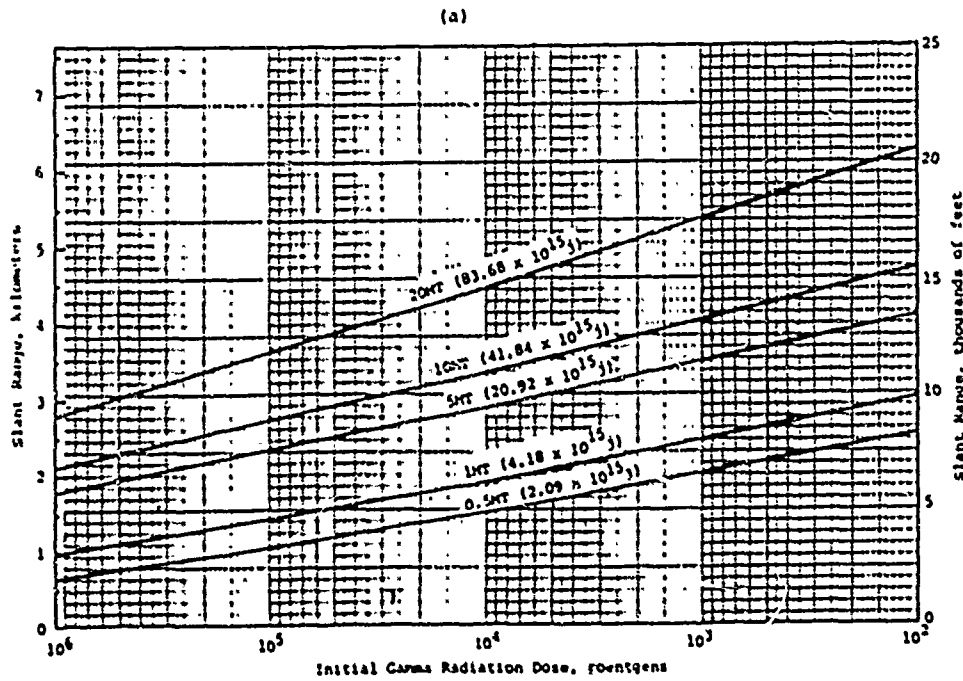 (a)
25
7
20
6
20MT (83.68 x 10^15 j)
5
15
4
10MT (41.84 x 10^15 j)
5MT (20.92 x 10^15 j)
3
10
1MT (4.18 x 10^15 j)
2
0.5MT (2.09 x 10^15 j)
5
1
0
0
Slant Range, kilometers
Slant Range, thousands of feet
10^6
10^5
10^4
10^3
10^2
Initial Gamma Radiation Dose, roentgens